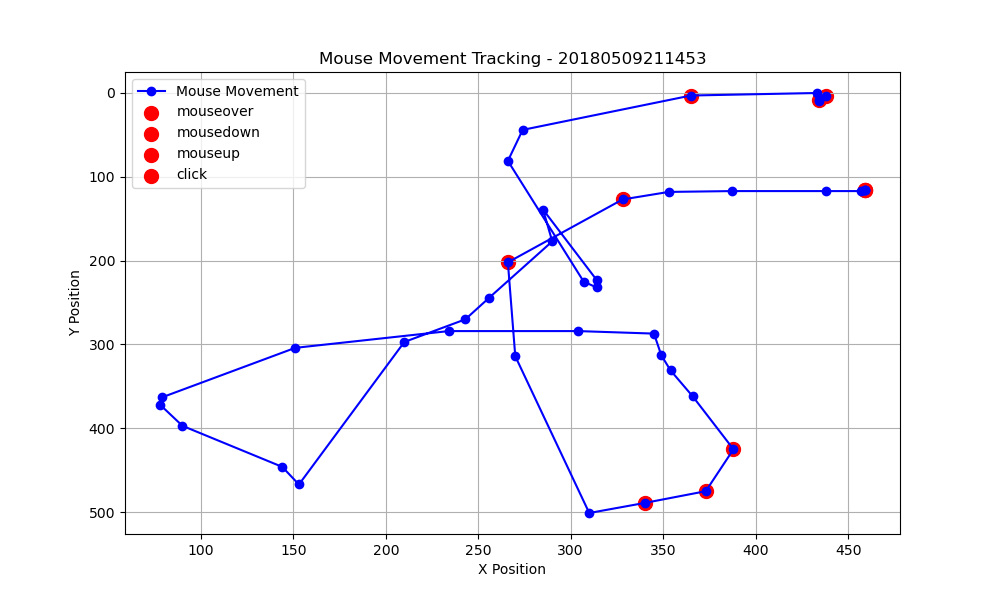 Mouse Movement Tracking - 20180509211453
Mouse Movement
mouseover
mousedown
mouseup
click
0
100
200
300
400
500
Y Position
100 150 200 250 300 350 400 450
X Position